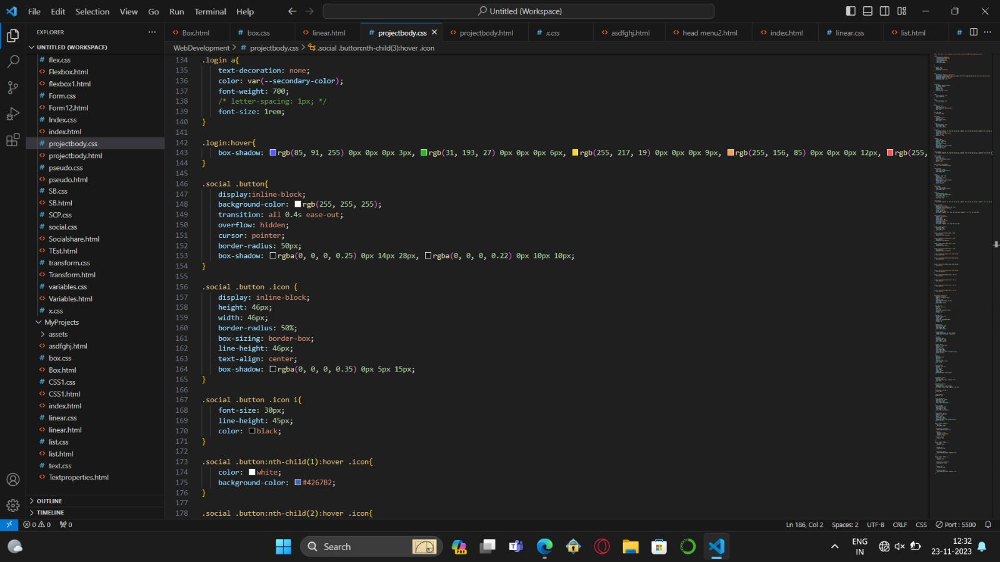 File Edit Selection View Go Run Terminal Help
Untitled (Workspace)
EXPLORER
UNTITLED (WORKSPACE)
flex.css
Flexbox.html
flexbox1.html
Form.css
Form12.html
Index.css
index.html
projectbody.css
projectbody.html
pseudo.css
pseudo.html
SB.css
SB.html
SCP.css
social.css
Socialshare.html
TEst.html
transform.css
Transform.html
variables.css
Variables.html
x.css
MyProjects
assets
asdfghj.html
box.css
Box.html
CSS1.css
CSS1.html
index.html
linear.css
linear.html
list.css
list.html
text.css
Textproperties.html
OUTLINE
TIMELINE
Box.html box.css linear.html projectbody.css projectbody.html x.css asdfghj.html head menu2.html index.html linear.css list.html
WebDevelopment > projectbody.css > .social .button:nth-child(3):hover .icon
134 .login a{
135 text-decoration: none;
136 color: var(--secondary-color);
137 font-weight: 700;
138 /* letter-spacing: 1px; */
139 font-size: 1rem;
140 }
141
142 .login:hover{
143 box-shadow: rgb(85, 91, 255) 0px 0px 0px 3px, rgb(31, 193, 27) 0px 0px 0px 6px, rgb(255, 217, 19) 0px 0px 0px 9px, rgb(255, 156, 85) 0px 0px 0px 12px, rgb(255,
144 }
145
146 .social .button{
147 display:inline-block;
148 background-color: rgb(255, 255, 255);
149 transition: all 0.4s ease-out;
150 overflow: hidden;
151 cursor: pointer;
152 border-radius: 50px;
153 box-shadow: rgba(0, 0, 0, 0.25) 0px 14px 28px, rgba(0, 0, 0, 0.22) 0px 10px 10px;
154 }
155
156 .social .button .icon {
157 display: inline-block;
158 height: 46px;
159 width: 46px;
160 border-radius: 50%;
161 box-sizing: border-box;
162 line-height: 46px;
163 text-align: center;
164 box-shadow: rgba(0, 0, 0, 0.35) 0px 5px 15px;
165 }
166
167 .social .button .icon i{
168 font-size: 30px;
169 line-height: 45px;
170 color: black;
171 }
172
173 .social .button:nth-child(1):hover .icon{
174 color: white;
175 background-color: #4267B2;
176 }
177
178 .social .button:nth-child(2):hover .icon{
0 0 0 Ln 186, Col 2 Spaces: 2 UTF-8 CRLF CSS Port : 5500
Search
PRE
ENG
IN
12:32
23-11-2023